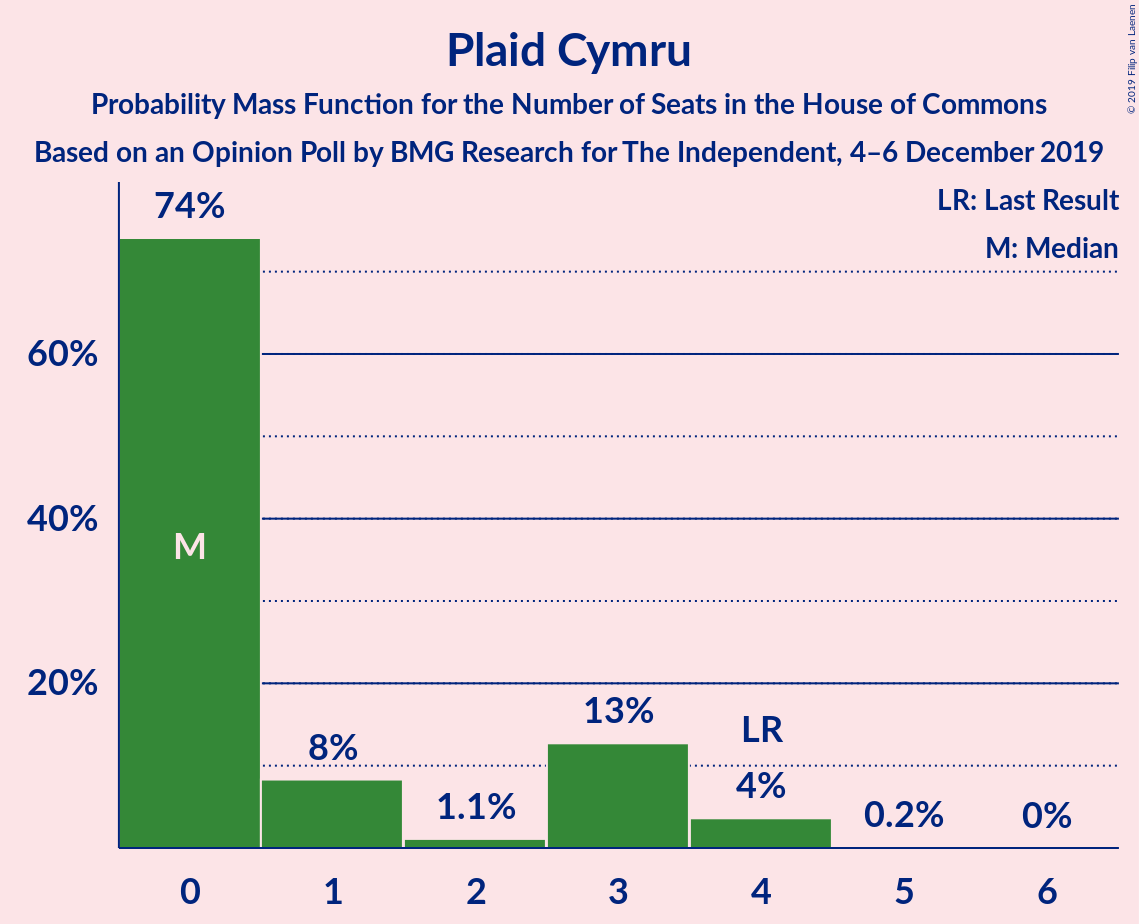 Plaid Cymru
Probability Mass Function for the Number of Seats in the House of Commons
Based on an Opinion Poll by BMG Research for The Independent, 4–6 December 2019
© 2019 Filip van Laenen
LR: Last Result
M: Median
74%
60%
40%
20%
M
8%
1.1%
13%
LR
4%
0.2%
0%
0 1 2 3 4 5 6